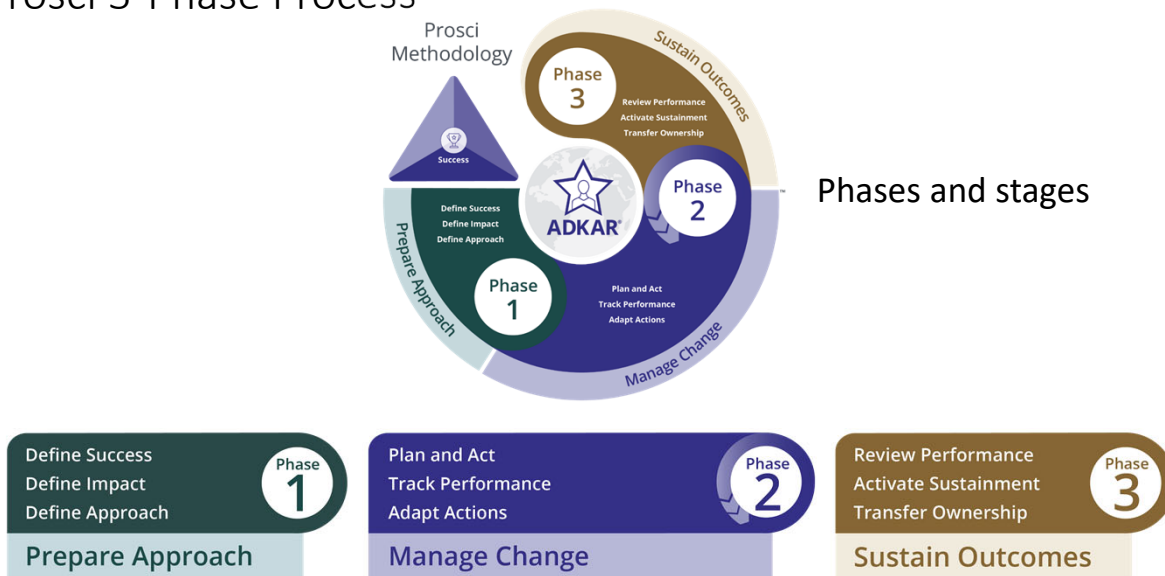 rosci 3 Phase Process
Prosci
Methodology
Success
Phase
3
Review Performance
Activate Sustainment
Transfer Ownership
Sustain Outcomes
ADKAR®
Phase
2
™
Phases and stages
Define Success
Define Impact
Define Approach
Phase
1
Prepare Approach
Plan and Act
Track Performance
Adapt Actions
Manage Change
Define Success
Define Impact
Define Approach
Phase
1
Prepare Approach
Plan and Act
Track Performance
Adapt Actions
Phase
2
Manage Change
Review Performance
Activate Sustainment
Transfer Ownership
Phase
3
Sustain Outcomes